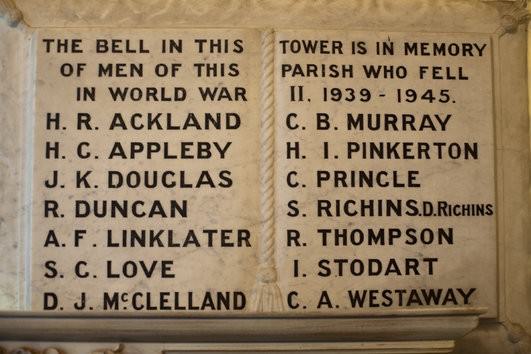 THE BELL IN THIS TOWER IS IN MEMORY
OF MEN OF THIS PARISH WHO FELL
IN WORLD WAR II. 1939 - 1945.
H. R. ACKLAND
H. C. APPLEBY
J. K. DOUGLAS
R. DUNCAN
A. F. LINKLATER
S. C. LOVE
D. J. McCLELLAND
C. B. MURRAY
H. I. PINKERTON
C. PRINCLE
S. RICHINS S.D. RICHINS
R. THOMPSON
I. STODART
C. A. WESTAWAY